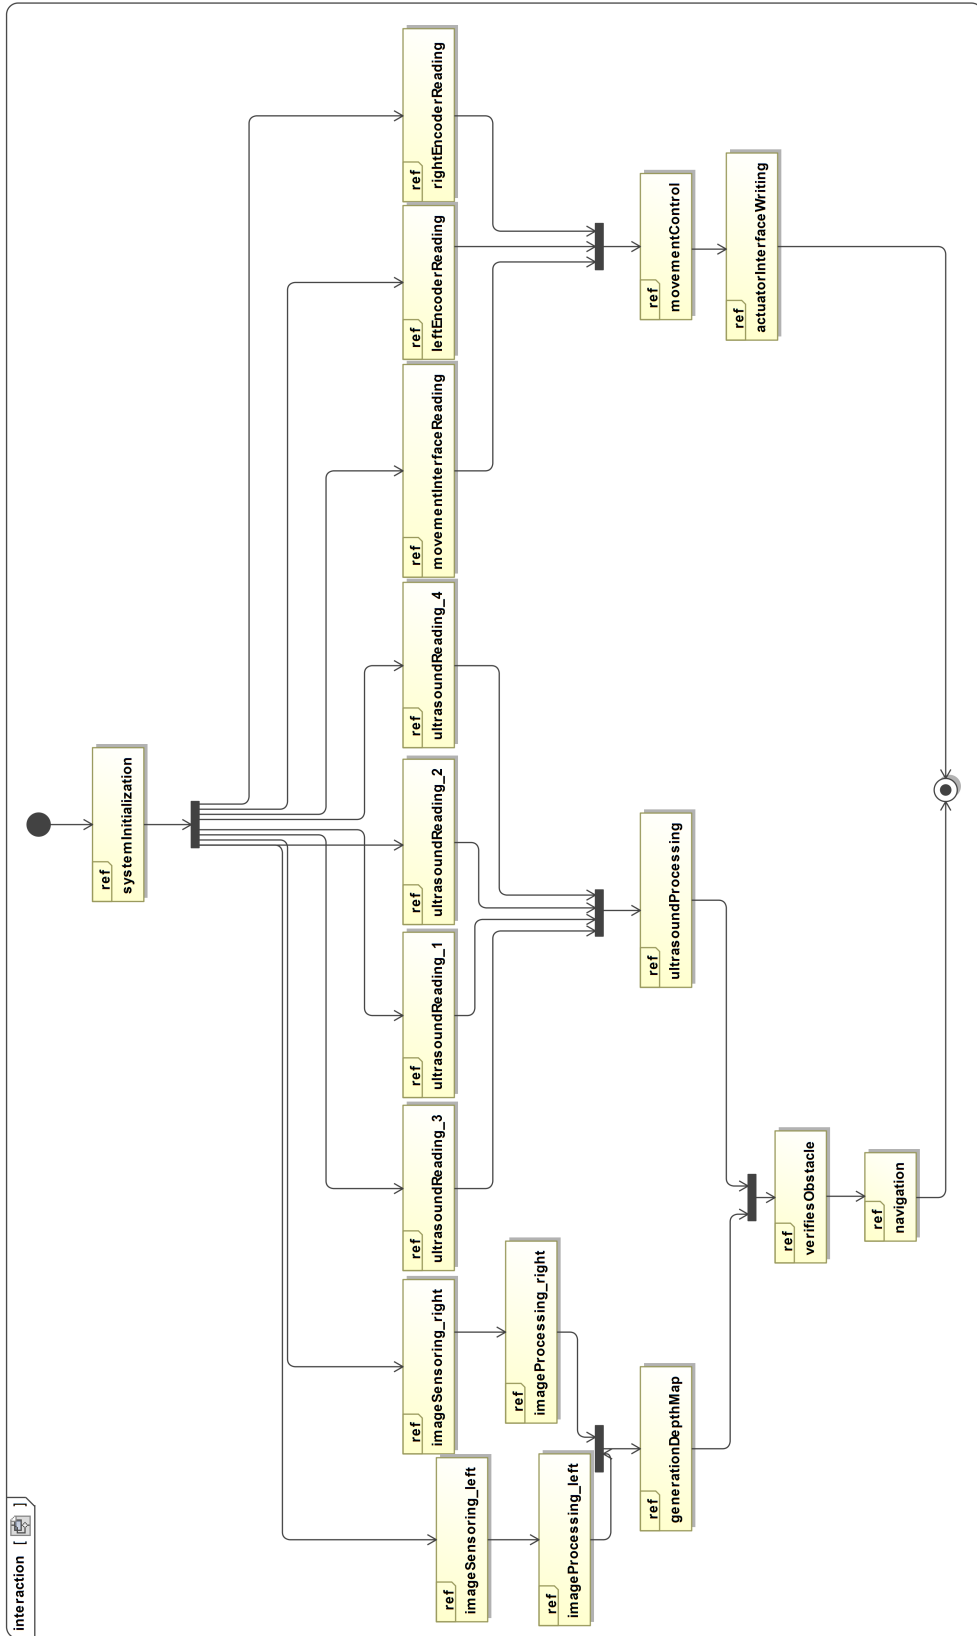 interaction [ ]
ref
systemInitialization
ref
imageSensoring_left
ref
imageSensoring_right
ref
ultrasoundReading_3
ref
ultrasoundReading_1
ref
ultrasoundReading_2
ref
ultrasoundReading_4
ref
movementInterfaceReading
ref
leftEncoderReading
ref
rightEncoderReading
ref
imageProcessing_left
ref
imageProcessing_right
ref
generationDepthMap
ref
ultrasoundProcessing
ref
movementControl
ref
actuatorInterfaceWriting
ref
verifiesObstacle
ref
navigation